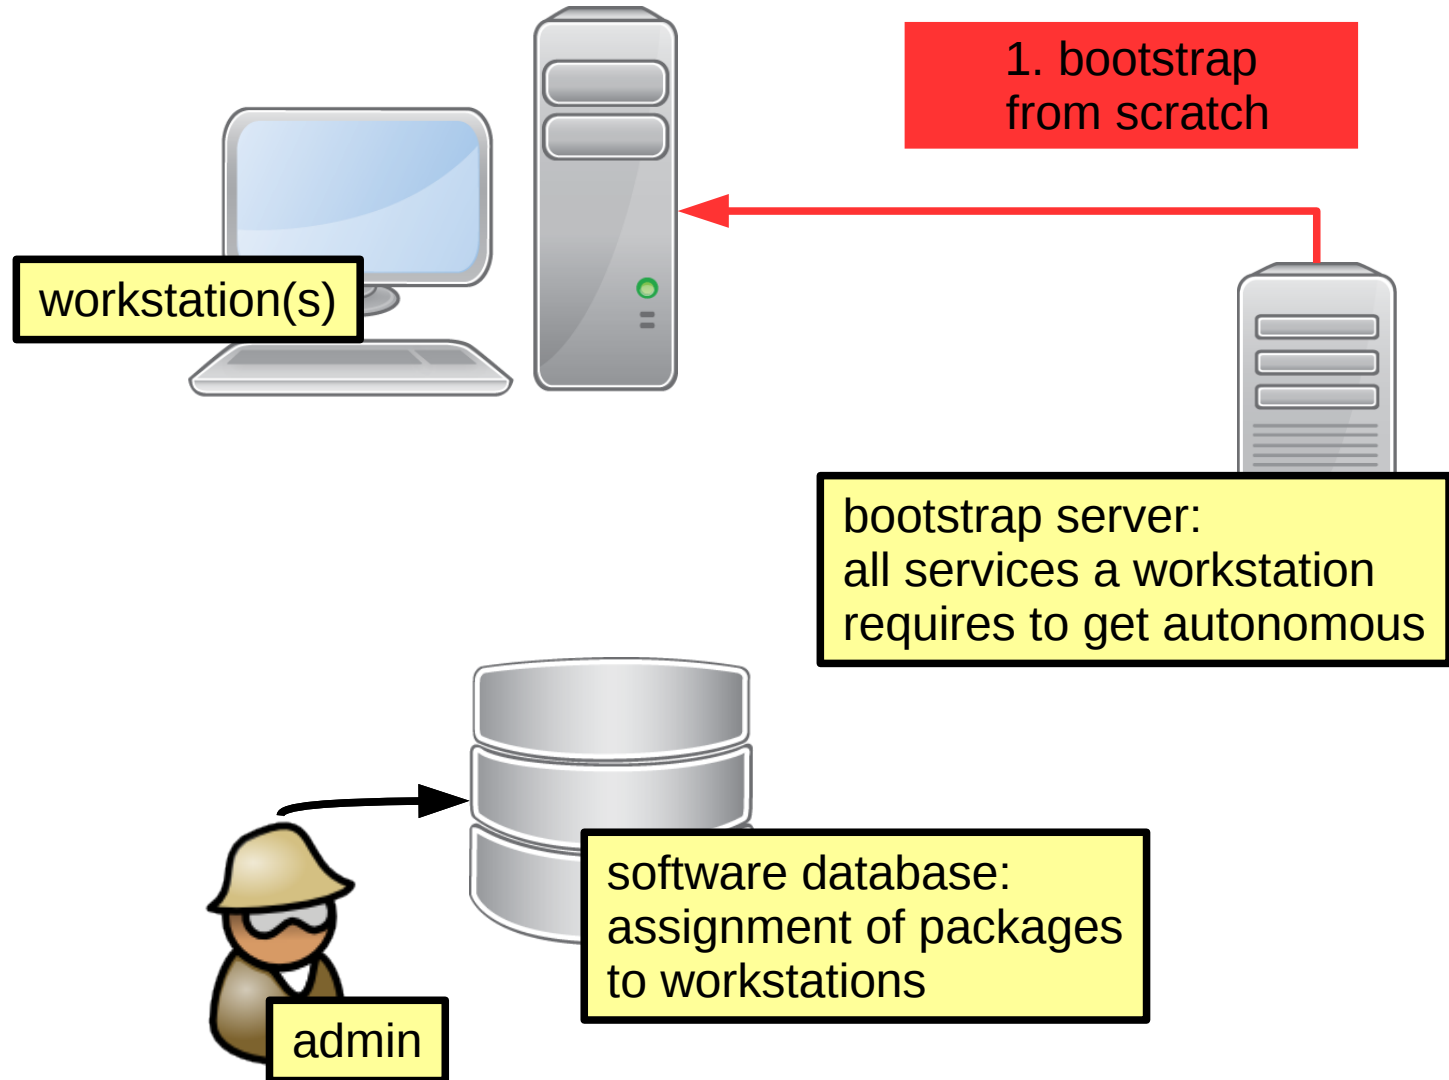 1. bootstrap
from scratch
workstation(s)
bootstrap server:
all services a workstation
requires to get autonomous
software database:
assignment of packages
to workstations
admin